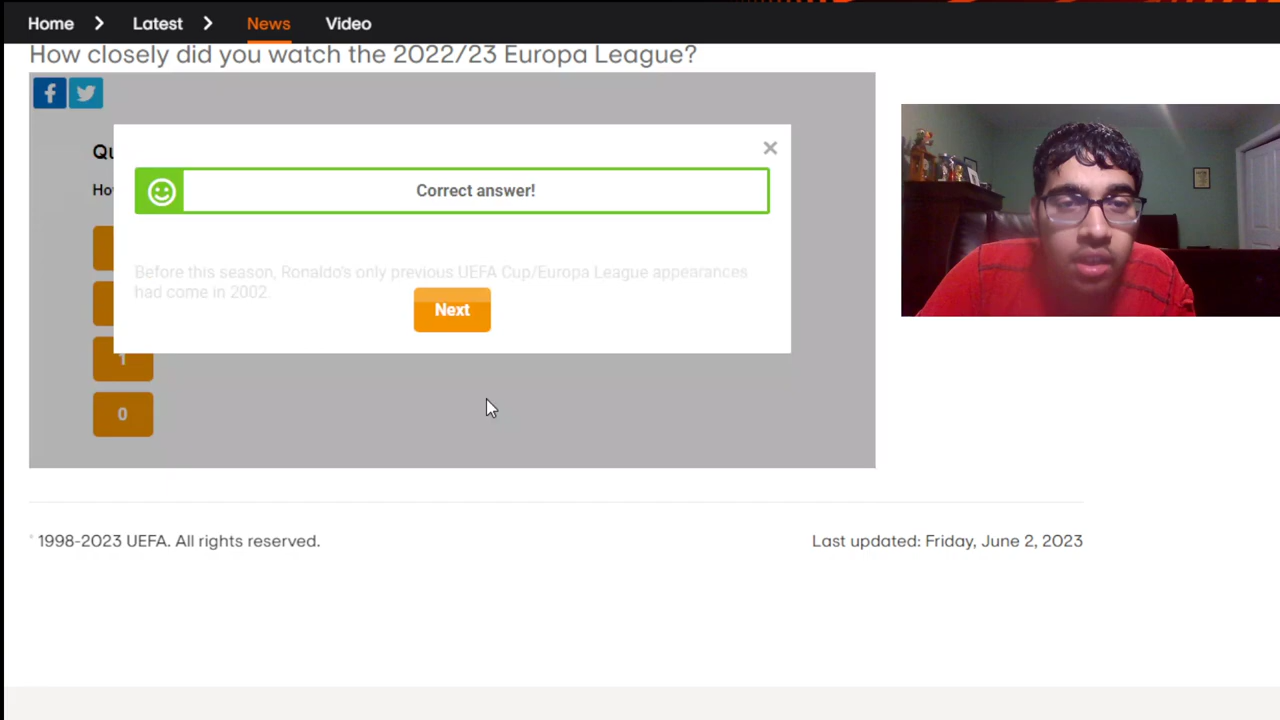 Home Latest News Video
How closely did you watch the 2022/23 Europa League?
Correct answer!
Before this season, Ronaldo's only previous UEFA Cup/Europa League appearances
had come in 2002.
Next
1
0
1998-2023 UEFA. All rights reserved.
Last updated: Friday, June 2, 2023